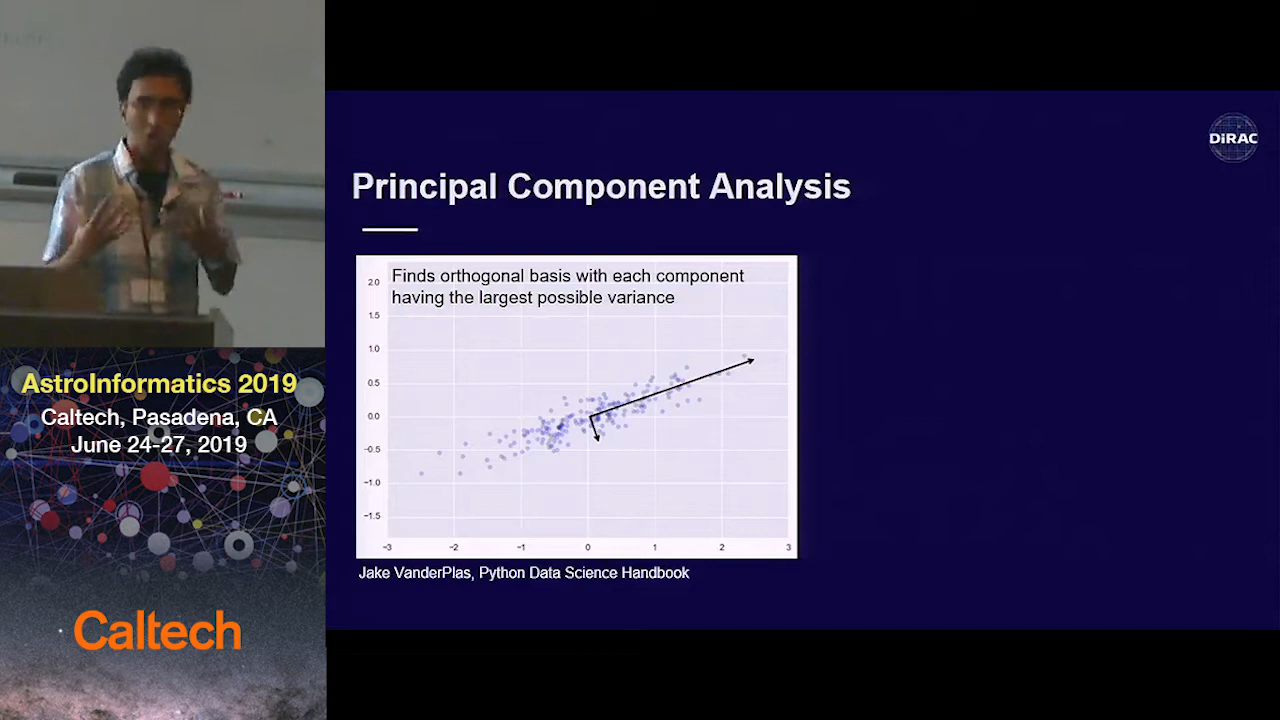 AstroInformatics 2019
Caltech, Pasadena, CA
June 24-27, 2019
Caltech
DiRAC
Principal Component Analysis
Finds orthogonal basis with each component
having the largest possible variance
2.0
1.5
1.0
0.5
0.0
−0.5
−1.0
−1.5
−3 −2 −1 0 1 2 3
Jake VanderPlas, Python Data Science Handbook